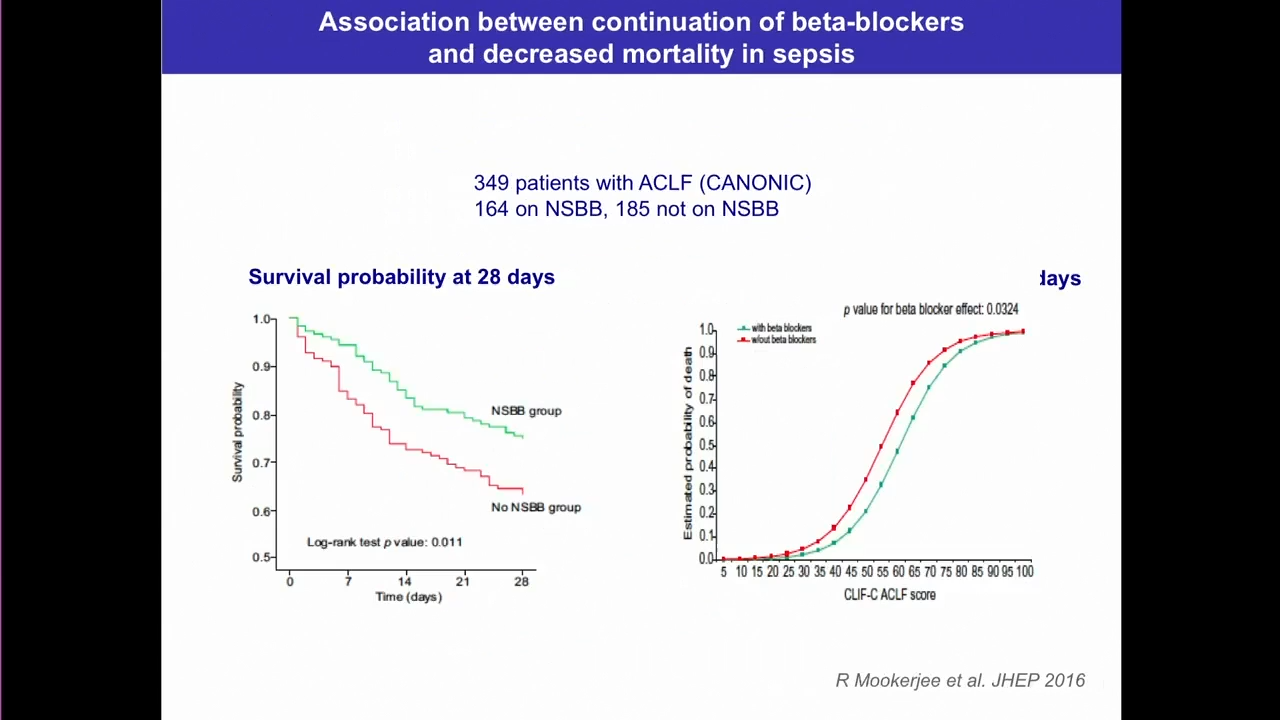 Association between continuation of beta-blockers
and decreased mortality in sepsis
349 patients with ACLF (CANONIC)
164 on NSBB, 185 not on NSBB
Survival probability at 28 days
1.0
0.9
0.8
0.7
0.6
0.5
Survival probability
NSBB group
No NSBB group
Log-rank test p value: 0.011
0 7 14 21 28
Time (days)
days
p value for beta blocker effect: 0.0324
with beta blockers
w/out beta blockers
1.0
0.9
0.8
0.7
0.6
0.5
0.4
0.3
0.2
0.1
0.0
Estimated probability of death
5 10 15 20 25 30 35 40 45 50 55 60 65 70 75 80 85 90 95 100
CLIF-C ACLF score
R Mookerjee et al. JHEP 2016